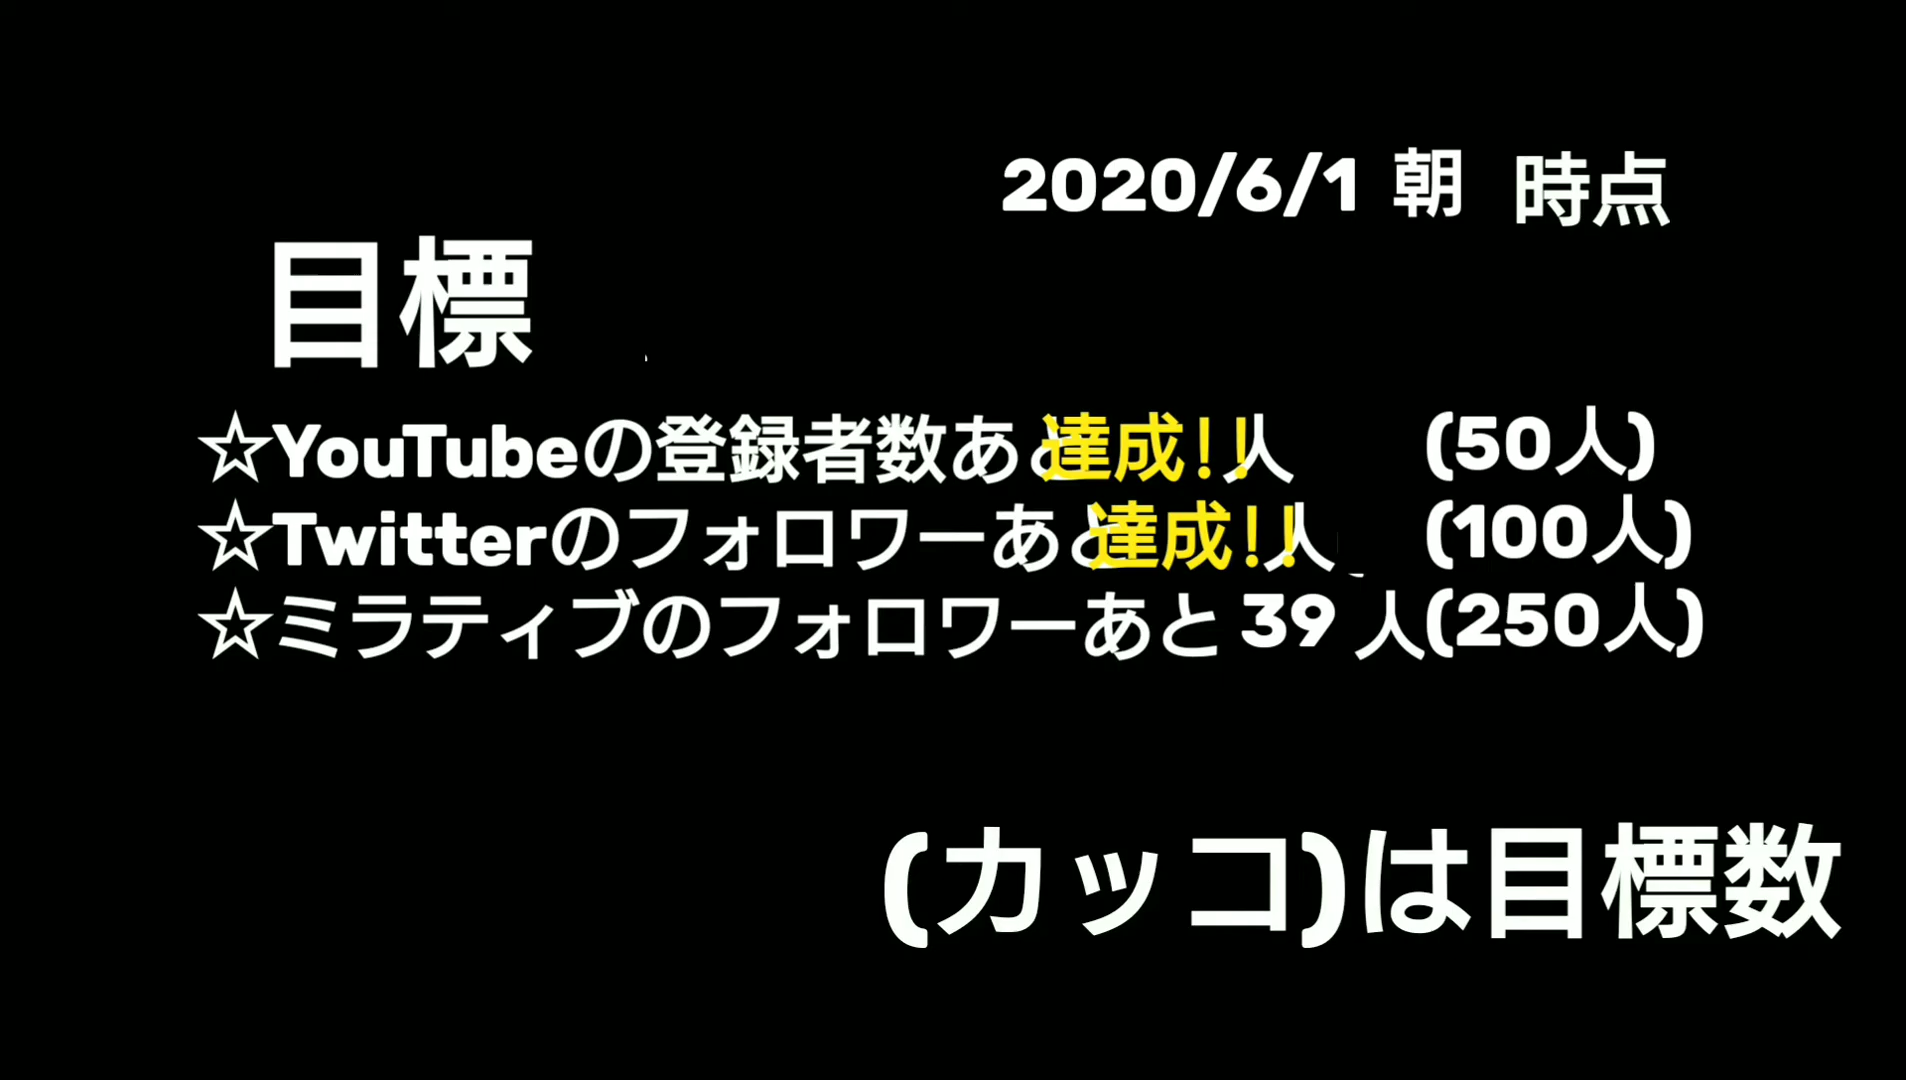 2020/6/1 朝 時点
目標
☆YouTubeの登録者数あと達成!!人 (50人)
☆Twitterのフォロワーあと達成!!人 (100人)
☆ミラティブのフォロワーあと 39 人(250人)
(カッコ)は目標数